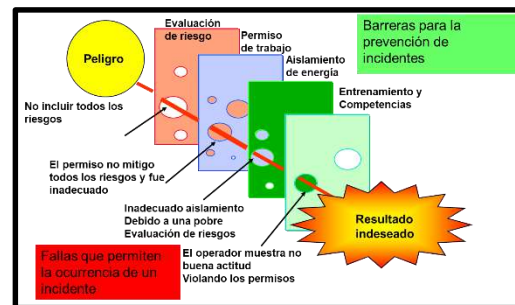 Evaluación
de riesgo
Permiso
de trabajo
Aislamiento
de energía
Entrenamiento y
Competencias
Barreras para la
prevención de
incidentes
Peligro
No incluir todos los
riesgos
El permiso no mitigo
todos los riesgos y fue
inadecuado
Inadecuado aislamiento
Debido a una pobre
Evaluación de riesgos
El operador muestra no
buena actitud
Violando los permisos
Fallas que permiten
la ocurrencia de un
incidente
Resultado
indeseado